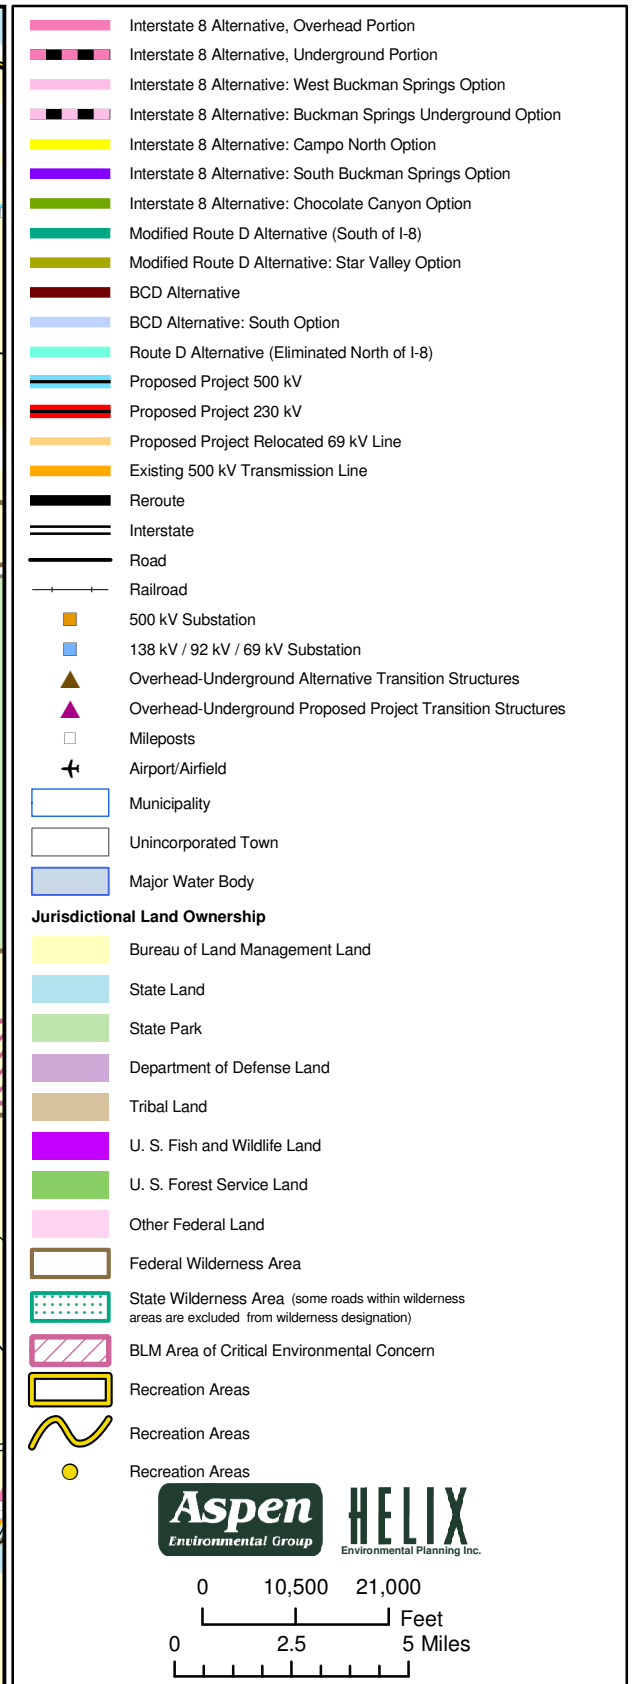 Interstate 8 Alternative, Overhead Portion
Interstate 8 Alternative, Underground Portion
Interstate 8 Alternative: West Buckman Springs Option
Interstate 8 Alternative: Buckman Springs Underground Option
Interstate 8 Alternative: Campo North Option
Interstate 8 Alternative: South Buckman Springs Option
Interstate 8 Alternative: Chocolate Canyon Option
Modified Route D Alternative (South of I-8)
Modified Route D Alternative: Star Valley Option
BCD Alternative
BCD Alternative: South Option
Route D Alternative (Eliminated North of I-8)
Proposed Project 500 kV
Proposed Project 230 kV
Proposed Project Relocated 69 kV Line
Existing 500 kV Transmission Line
Reroute
Interstate
Road
Railroad
500 kV Substation
138 kV / 92 kV / 69 kV Substation
Overhead-Underground Alternative Transition Structures
Overhead-Underground Proposed Project Transition Structures
Mileposts
Airport/Airfield
Municipality
Unincorporated Town
Major Water Body
Jurisdictional Land Ownership
Bureau of Land Management Land
State Land
State Park
Department of Defense Land
Tribal Land
U. S. Fish and Wildlife Land
U. S. Forest Service Land
Other Federal Land
Federal Wilderness Area
State Wilderness Area (some roads within wilderness
areas are excluded from wilderness designation)
BLM Area of Critical Environmental Concern
Recreation Areas
Recreation Areas
Recreation Areas
Aspen
Environmental Group
HELIX
Environmental Planning Inc.
0 10,500 21,000
Feet
0 2.5 5 Miles